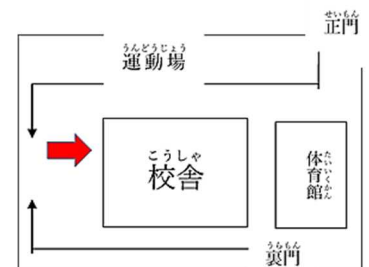 せいもん
正門
うんどうじょう
運動場
こうしゃ
校舎
たいいくかん
体育館
うらもん
裏門